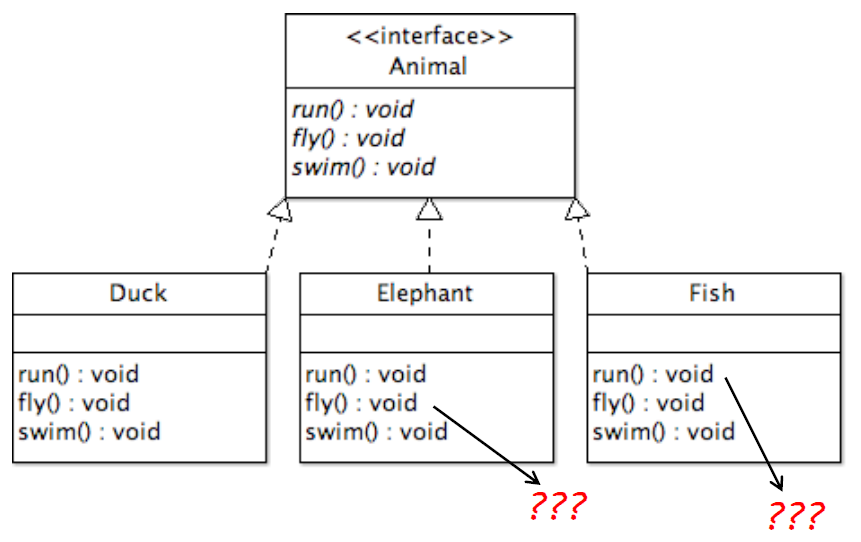 <<interface>>
Animal
run() : void
fly() : void
swim() : void
Duck
run() : void
fly() : void
swim() : void
Elephant
run() : void
fly() : void
swim() : void
???
Fish
run() : void
fly() : void
swim() : void
???